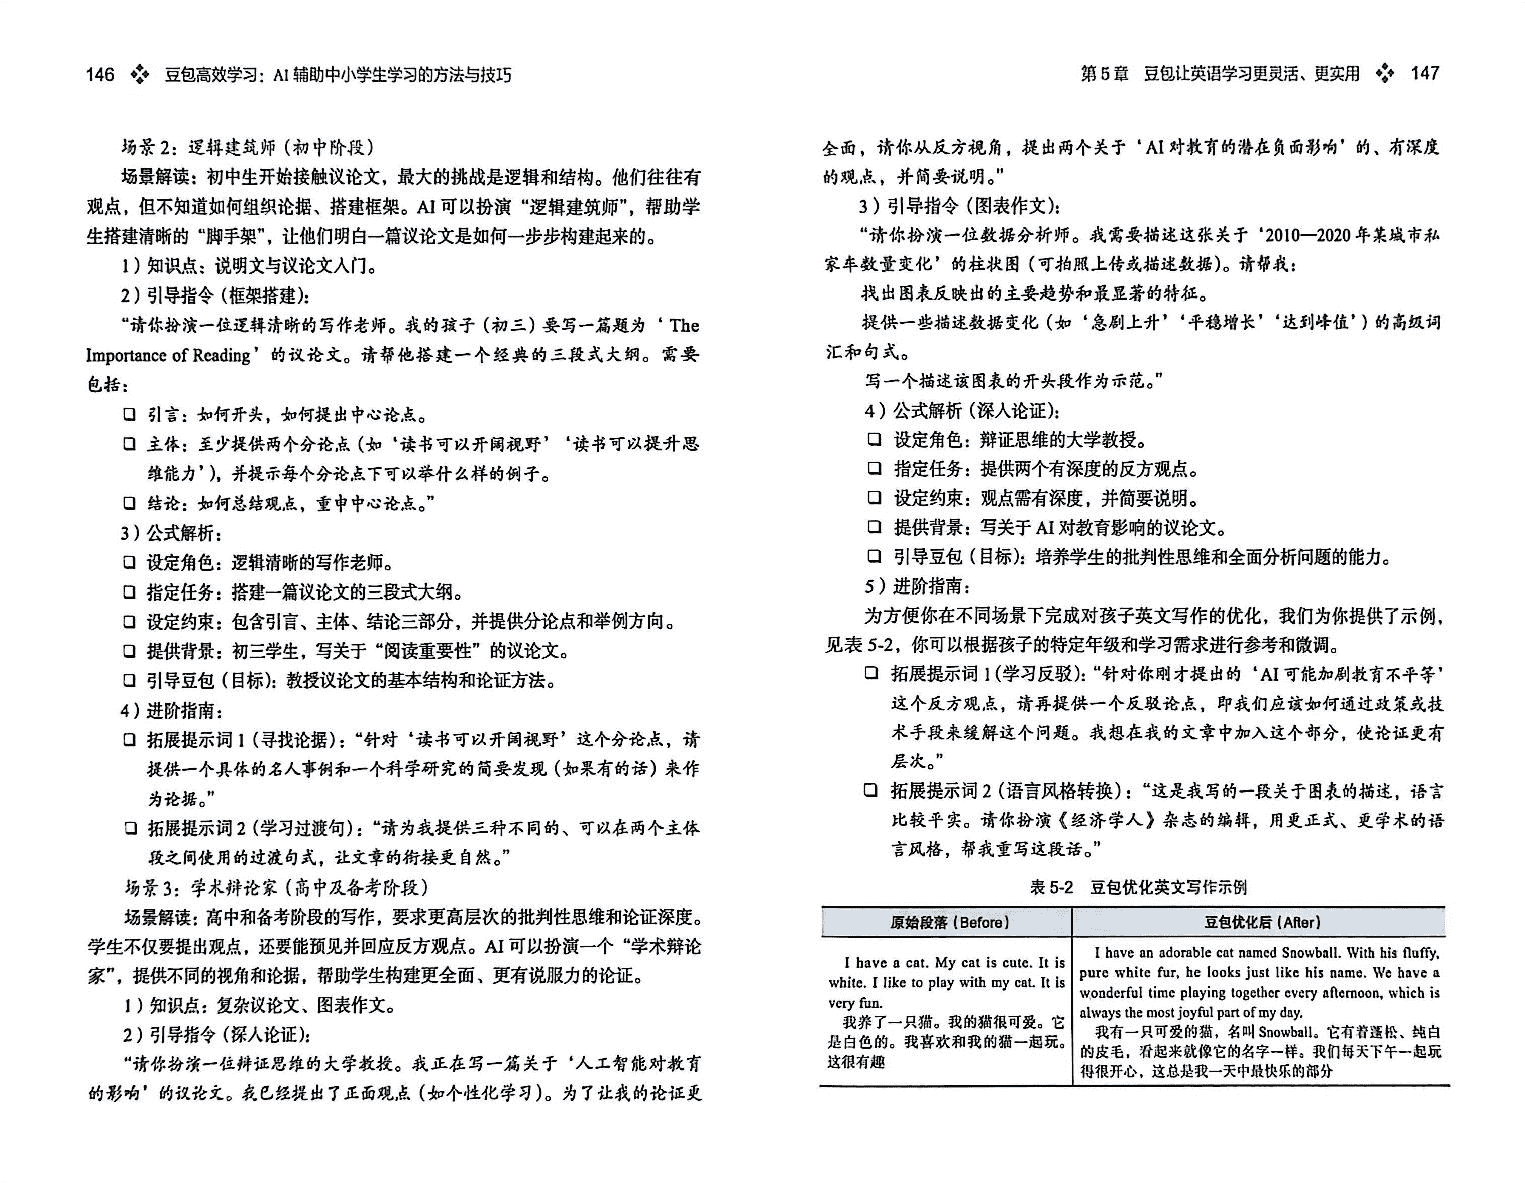 146 豆包高效学习：AI 辅助中小学生学习的方法与技巧
场景 2：逻辑建筑师（初中阶段）
场景解读：初中生开始接触议论文，最大的挑战是逻辑和结构。他们往往有
观点，但不知道如何组织论据、搭建框架。AI 可以扮演“逻辑建筑师”，帮助学
生搭建清晰的“脚手架”，让他们明白一篇议论文是如何一步步构建起来的。
1）知识点：说明文与议论文入门。
2）引导指令（框架搭建）：
“请你扮演一位逻辑清晰的写作老师。我的孩子（初三）要写一篇题为‘The
Importance of Reading’的议论文。请帮他搭建一个经典的三段式大纲。需要
包括：
❏ 引言：如何开头，如何提出中心论点。
❏ 主体：至少提供两个分论点（如‘读书可以开阔视野’‘读书可以提升思
维能力’），并提示每个分论点下可以举什么样的例子。
❏ 结论：如何总结观点，重申中心论点。”
3）公式解析：
❏ 设定角色：逻辑清晰的写作老师。
❏ 指定任务：搭建一篇议论文的三段式大纲。
❏ 设定约束：包含引言、主体、结论三部分，并提供分论点和举例方向。
❏ 提供背景：初三学生，写关于“阅读重要性”的议论文。
❏ 引导豆包（目标）：教授议论文的基本结构和论证方法。
4）进阶指南：
❏ 拓展提示词 1（寻找论据）：“针对‘读书可以开阔视野’这个分论点，请
提供一个具体的名人事例和一个科学研究的简要发现（如果有的话）来作
为论据。”
❏ 拓展提示词 2（学习过渡句）：“请为我提供三种不同的、可以在两个主体
段之间使用的过渡句式，让文章的衔接更自然。”
场景 3：学术辩论家（高中及备考阶段）
场景解读：高中和备考阶段的写作，要求更高层次的批判性思维和论证深度。
学生不仅要提出观点，还要能预见并回应反方观点。AI 可以扮演一个“学术辩论
家”，提供不同的视角和论据，帮助学生构建更全面、更有说服力的论证。
1）知识点：复杂议论文、图表作文。
2）引导指令（深入论证）：
“请你扮演一位辩证思维的大学教授。我正在写一篇关于‘人工智能对教育
的影响’的议论文。我已经提出了正面观点（如个性化学习）。为了让我的论证更
第 5 章 豆包让英语学习更灵活、更实用 147
全面，请你从反方视角，提出两个关于‘AI 对教育的潜在负面影响’的、有深度
的观点，并简要说明。”
3）引导指令（图表作文）：
“请你扮演一位数据分析师。我需要描述这张关于‘2010—2020 年某城市私
家车数量变化’的柱状图（可拍照上传或描述数据）。请帮我：
找出图表反映出的主要趋势和最显著的特征。
提供一些描述数据变化（如‘急剧上升’‘平稳增长’‘达到峰值’）的高级词
汇和句式。
写一个描述该图表的开头段作为示范。”
4）公式解析（深入论证）：
❏ 设定角色：辩证思维的大学教授。
❏ 指定任务：提供两个有深度的反方观点。
❏ 设定约束：观点需有深度，并简要说明。
❏ 提供背景：写关于 AI 对教育影响的议论文。
❏ 引导豆包（目标）：培养学生的批判性思维和全面分析问题的能力。
5）进阶指南：
为方便你在不同场景下完成对孩子英文写作的优化，我们为你提供了示例，
见表 5-2，你可以根据孩子的特定年级和学习需求进行参考和微调。
❏ 拓展提示词 1（学习反驳）：“针对你刚才提出的‘AI 可能加剧教育不平等’
这个反方观点，请再提供一个反驳论点，即我们应该如何通过政策或技
术手段来缓解这个问题。我想在我的文章中加入这个部分，使论证更有
层次。”
❏ 拓展提示词 2（语言风格转换）：“这是我写的一段关于图表的描述，语言
比较平实。请你扮演《经济学人》杂志的编辑，用更正式、更学术的语
言风格，帮我重写这段话。”
表 5-2 豆包优化英文写作示例
原始段落（Before）
豆包优化后（After）
I have a cat. My cat is cute. It is
white. I like to play with my cat. It is
very fun.
我养了一只猫。我的猫很可爱。它
是白色的。我喜欢和我的猫一起玩。
这很有趣
I have an adorable cat named Snowball. With his fluffy,
pure white fur, he looks just like his name. We have a
wonderful time playing together every afternoon, which is
always the most joyful part of my day.
我有一只可爱的猫，名叫 Snowball。它有着蓬松、纯白
的皮毛，看起来就像它的名字一样。我们每天下午一起玩
得很开心，这总是我一天中最快乐的部分